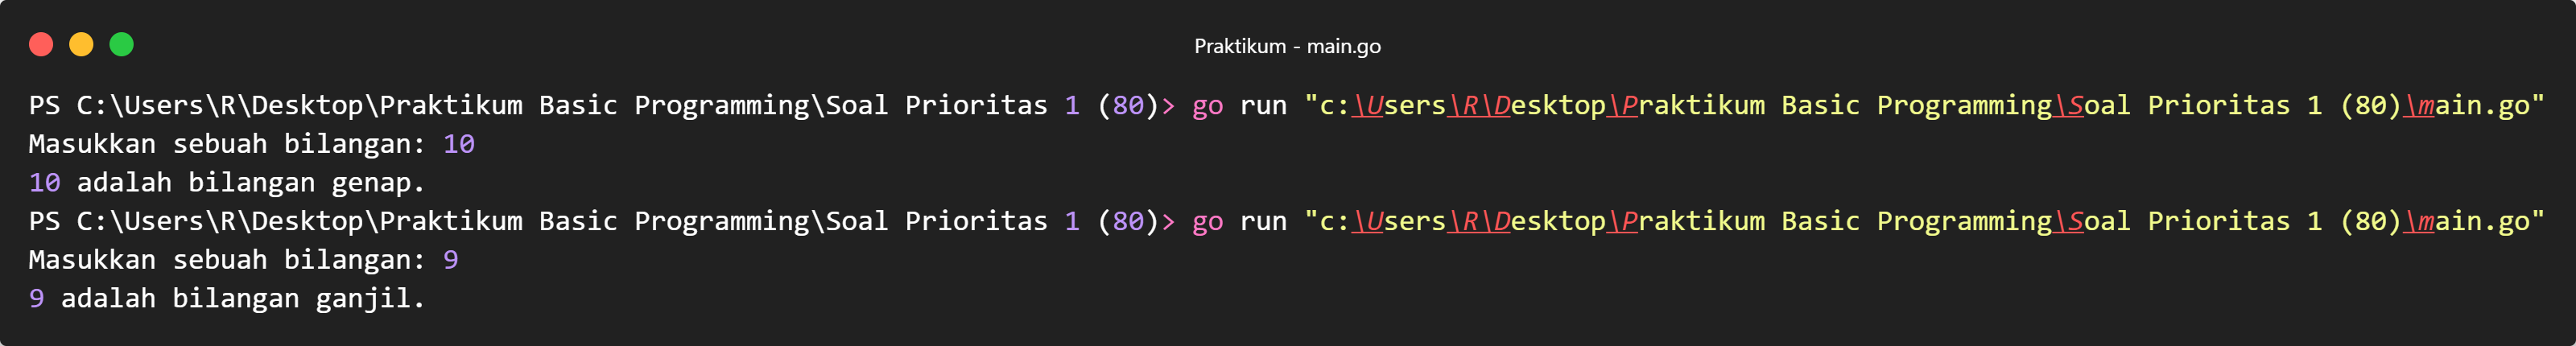 Praktikum - main.go
PS C:\Users\R\Desktop\Praktikum Basic Programming\Soal Prioritas 1 (80)> go run "c:\Users\R\Desktop\Praktikum Basic Programming\Soal Prioritas 1 (80)\main.go"
Masukkan sebuah bilangan: 10
10 adalah bilangan genap.
PS C:\Users\R\Desktop\Praktikum Basic Programming\Soal Prioritas 1 (80)> go run "c:\Users\R\Desktop\Praktikum Basic Programming\Soal Prioritas 1 (80)\main.go"
Masukkan sebuah bilangan: 9
9 adalah bilangan ganjil.